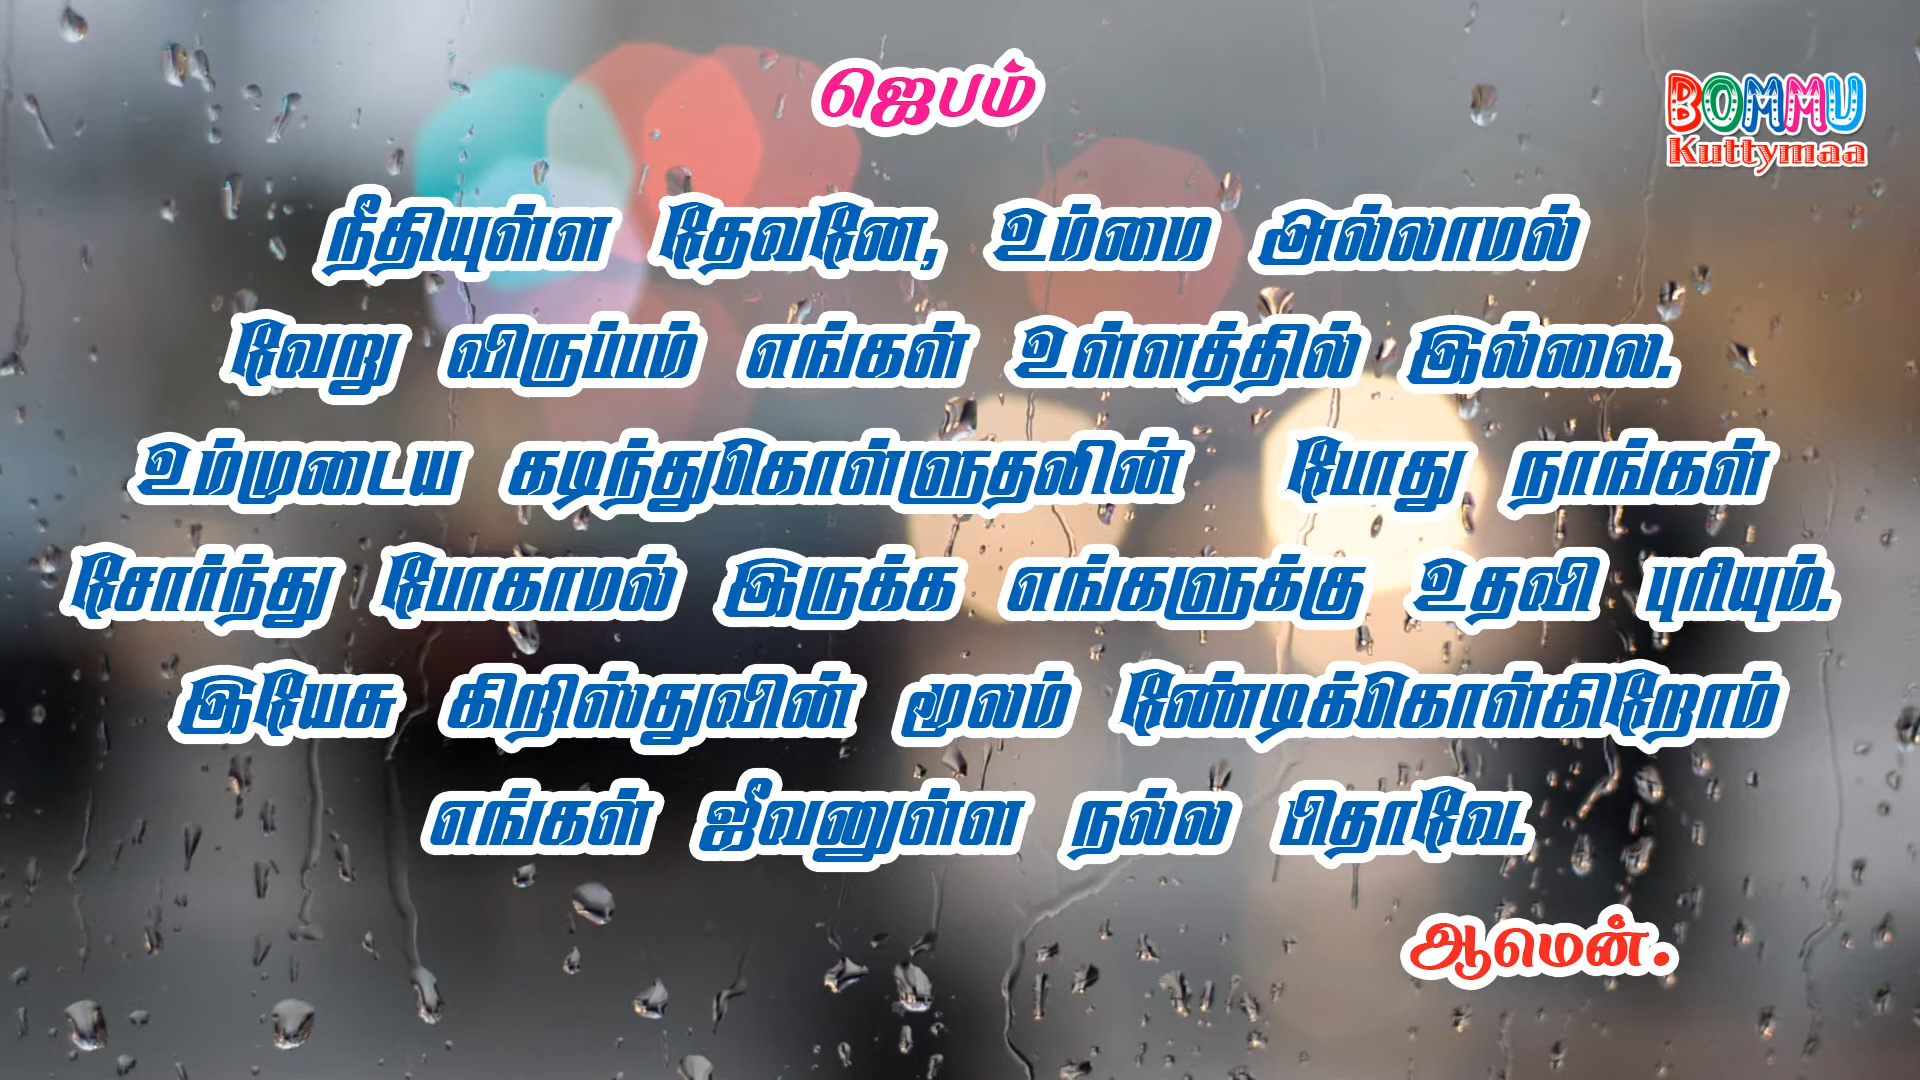 ஜெபம்
BOMMU
Kuttymaa
நீதியுள்ள தேவனே, உம்மை அல்லாமல்
வேறு விருப்பம் எங்கள் உள்ளத்தில் இல்லை.
உம்முடைய கடிந்துகொள்ளுதலின் போது நாங்கள்
சோர்ந்து போகாமல் இருக்க எங்களுக்கு உதவி புரியும்.
இயேசு கிறிஸ்துவின் மூலம் ண்டேடிக்கொள்கிறோம்
எங்கள் ஜீவனுள்ள நல்ல பிதாவே.
ஆமென்.